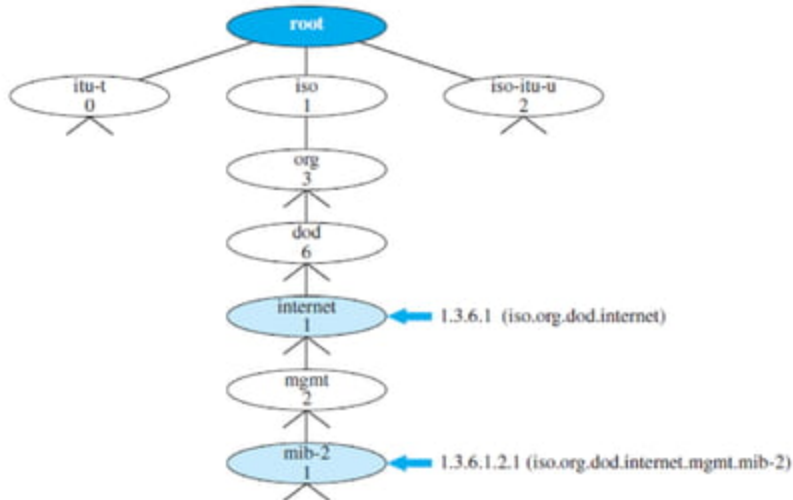 root
itu-t
0
iso
1
iso-itu-u
2
org
3
dod
6
internet
1
1.3.6.1 (iso.org.dod.internet)
mgmt
2
mib-2
1
1.3.6.1.2.1 (iso.org.dod.internet.mgmt.mib-2)